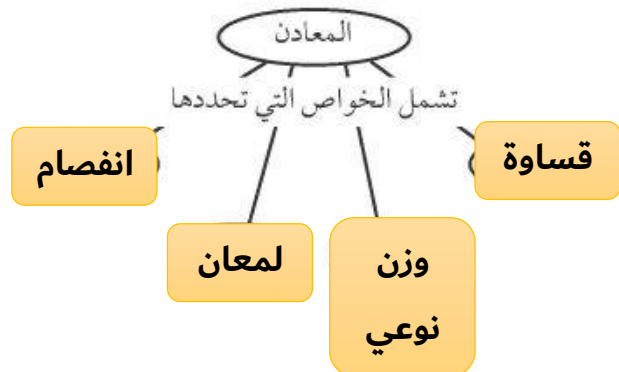 المعادن
تشمل الخواص التي تحددها
قساوة
انفصام
وزن
نوعي
لمعان